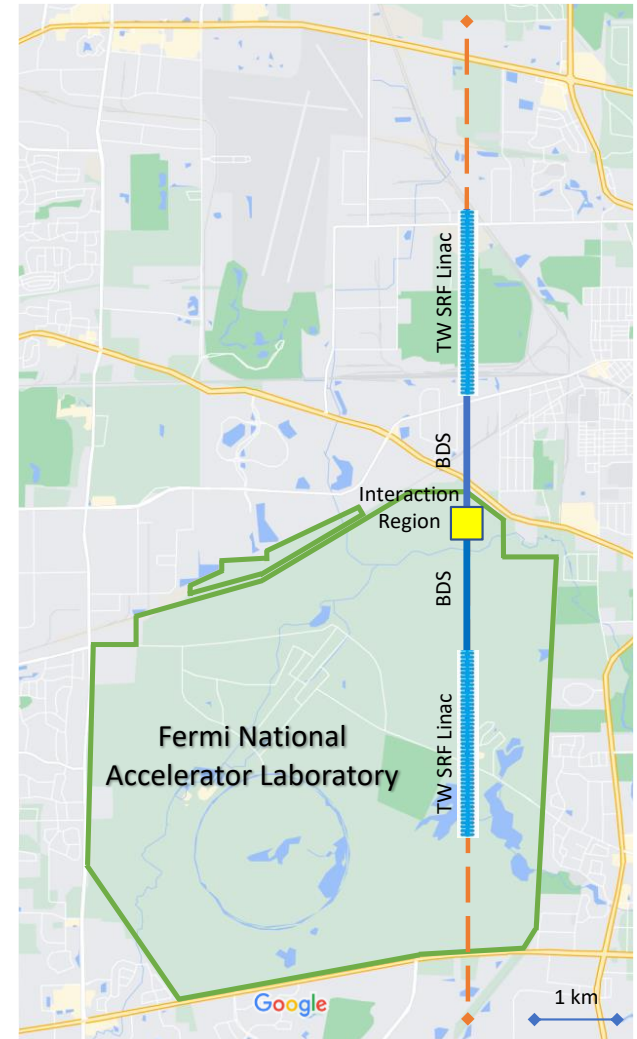 TW SRF Linac
BDS
Interaction
Region
BDS
TW SRF Linac
Fermi National
Accelerator Laboratory
Google
1 km